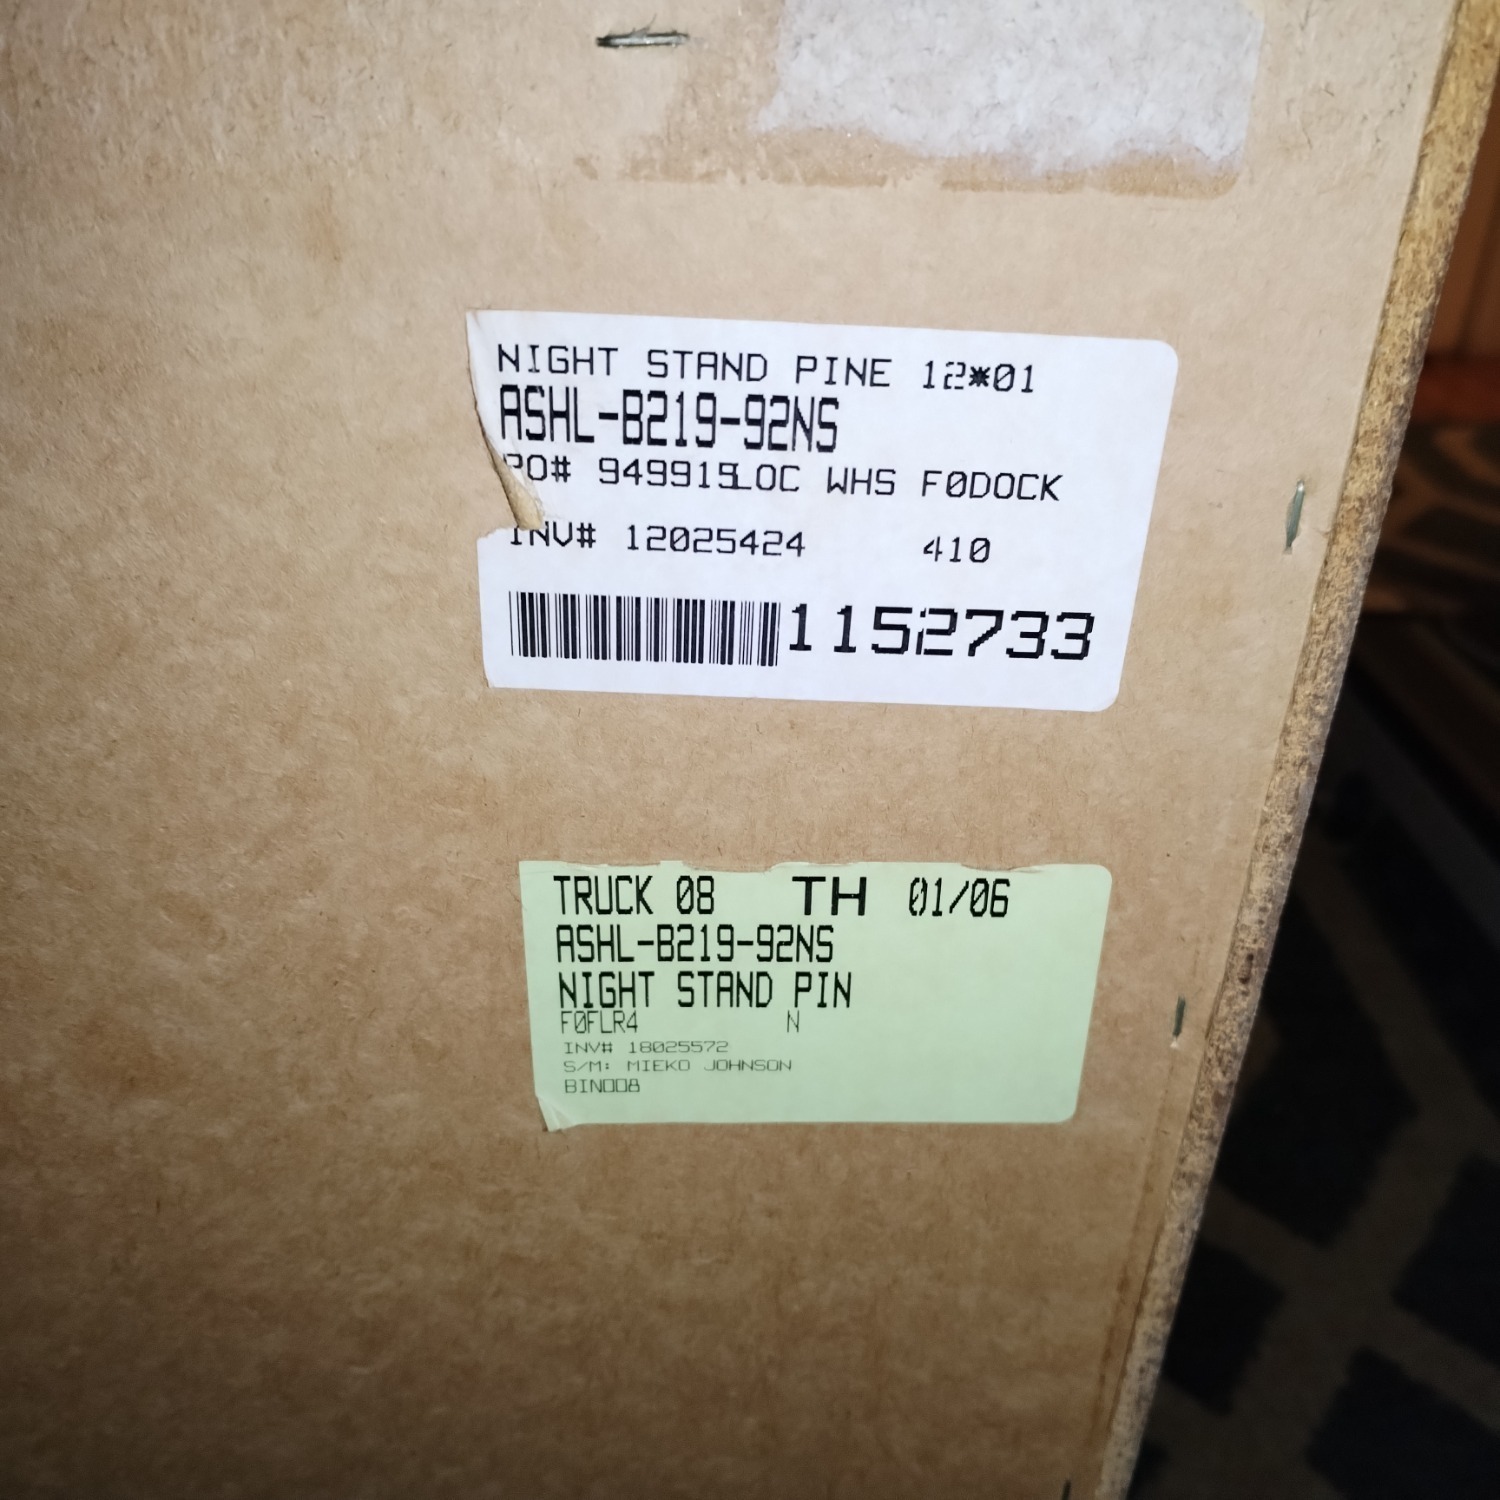 NIGHT STAND PINE 12*01
ASHL-B219-92NS
PO# 949915LOC WHS F0DOCK
INV# 12025424 410
1152733
TRUCK 08 TH 01/06
ASHL-B219-92NS
NIGHT STAND PIN
F0FLR4 N
INV# 18025572
S/M: MIEKO JOHNSON
BIN008